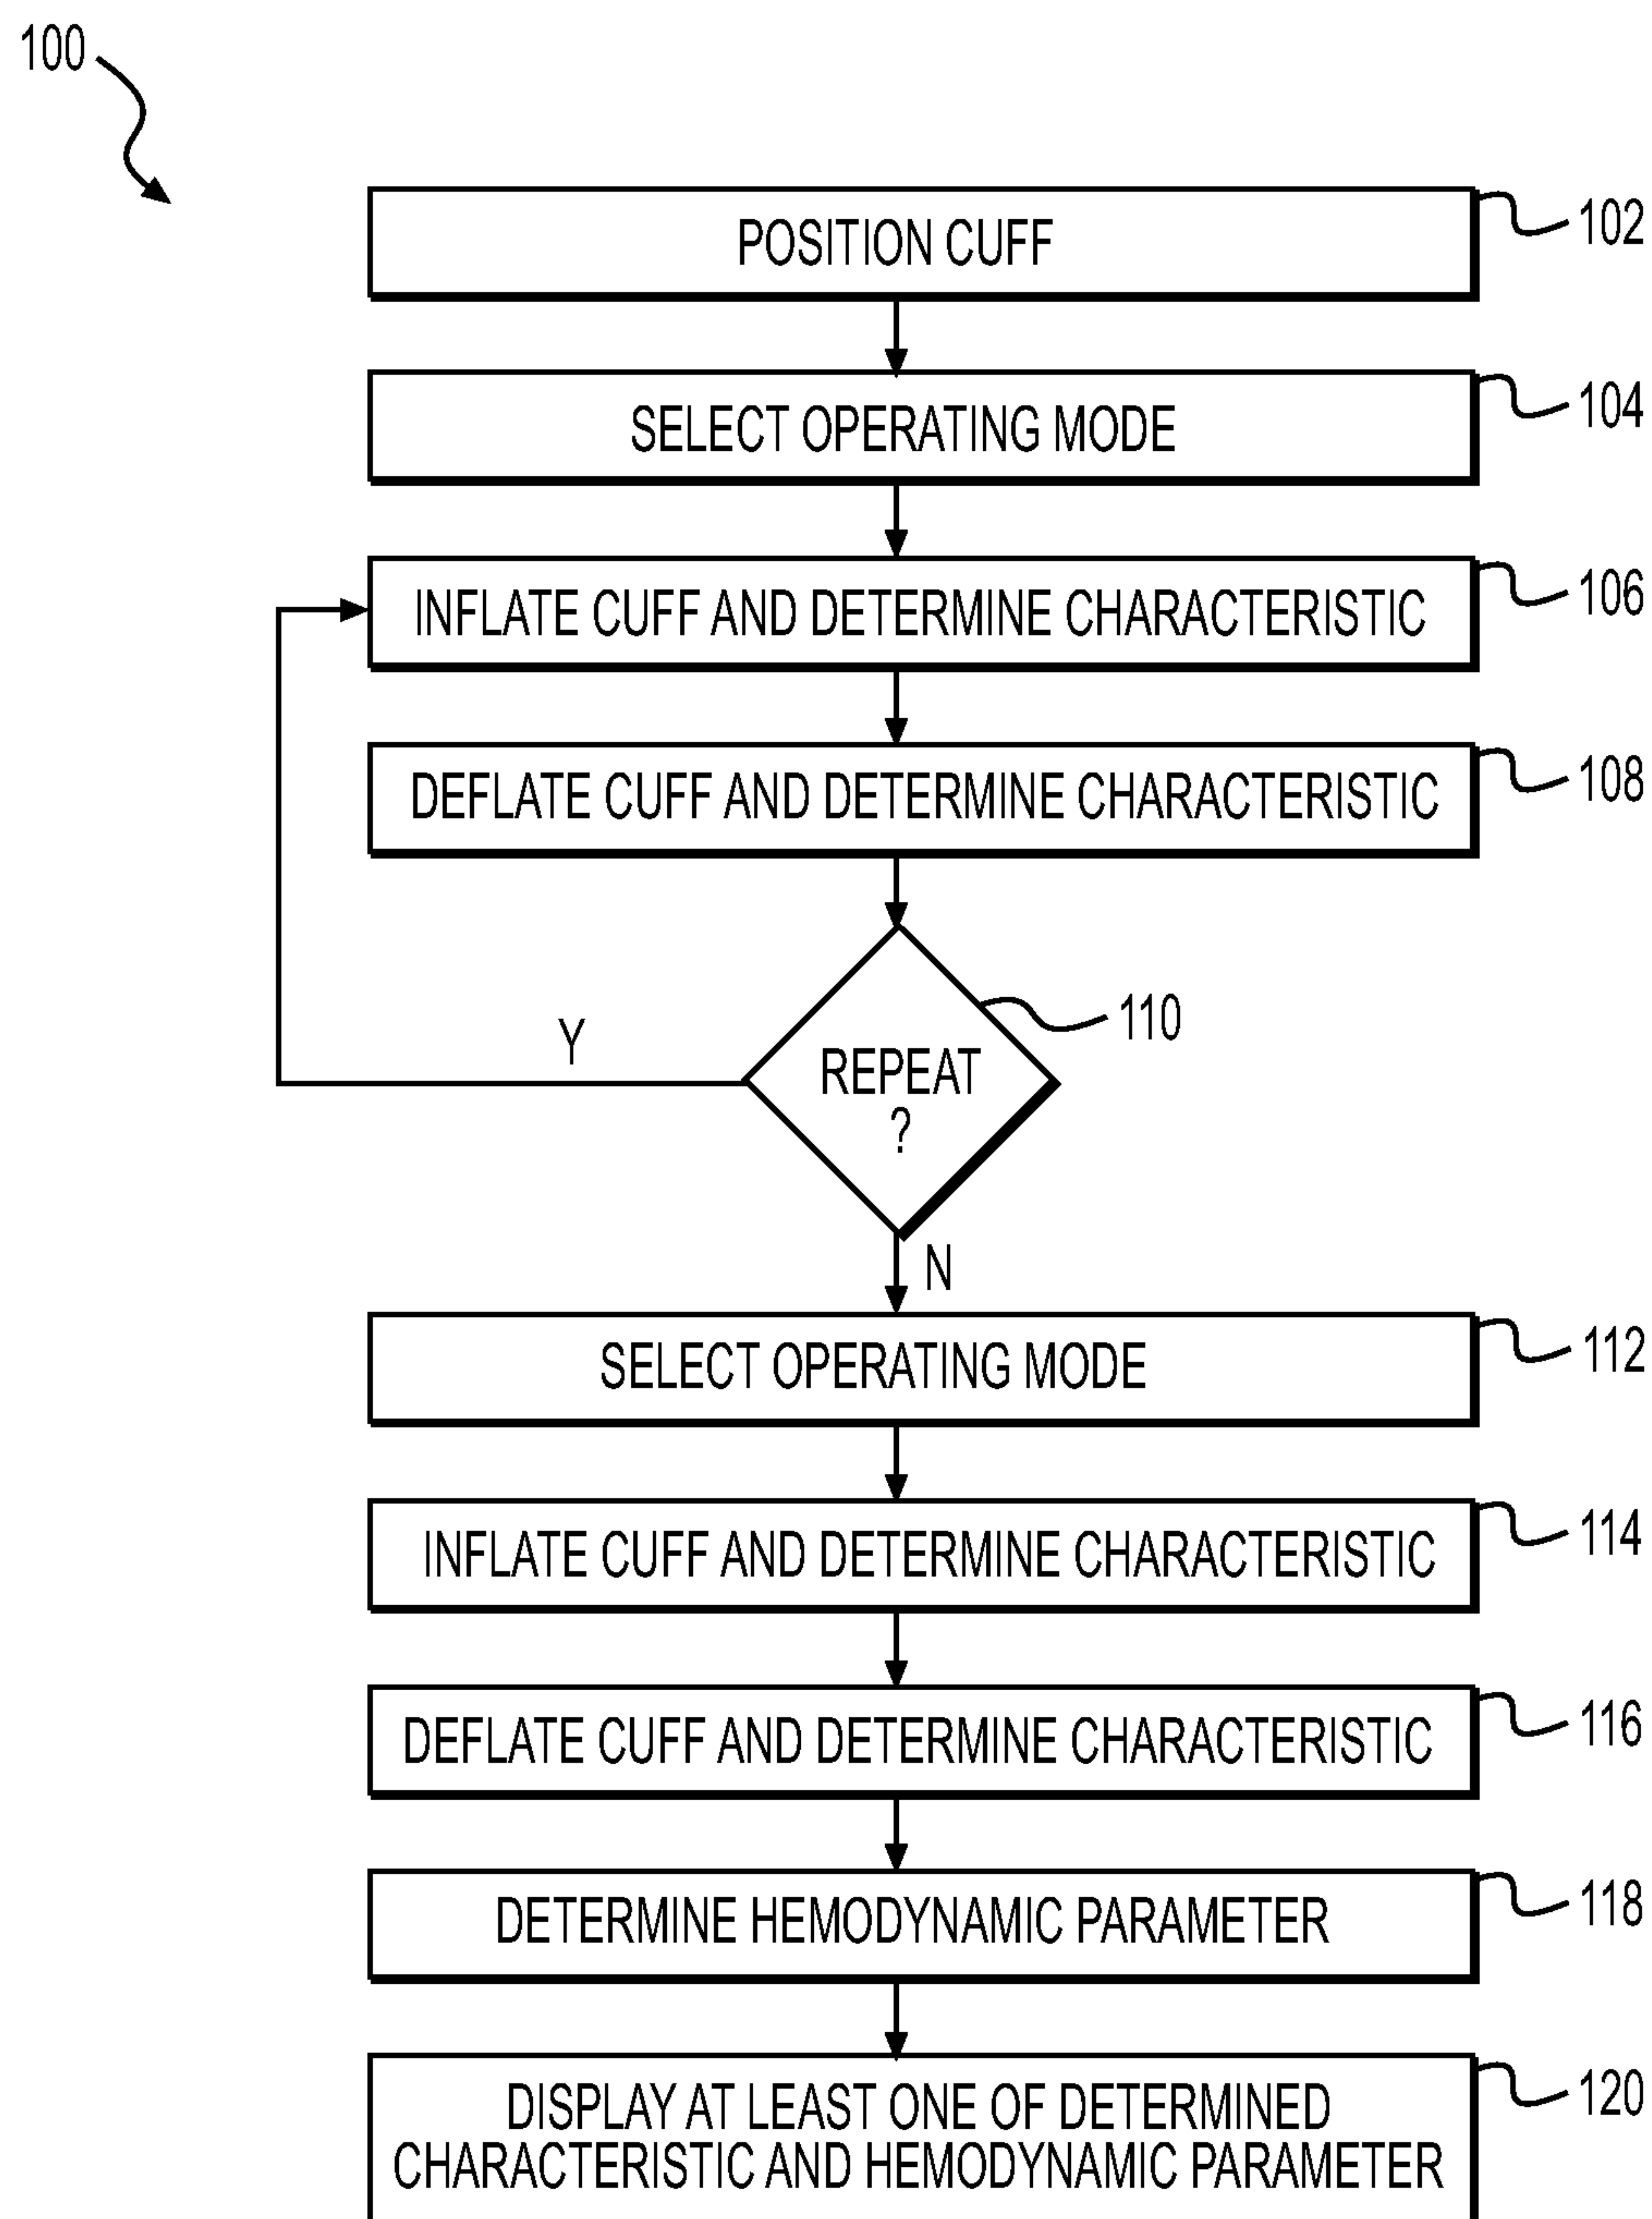 100
POSITION CUFF
102
SELECT OPERATING MODE
104
INFLATE CUFF AND DETERMINE CHARACTERISTIC
106
DEFLATE CUFF AND DETERMINE CHARACTERISTIC
108
110
Y
REPEAT
?
N
SELECT OPERATING MODE
112
INFLATE CUFF AND DETERMINE CHARACTERISTIC
114
DEFLATE CUFF AND DETERMINE CHARACTERISTIC
116
DETERMINE HEMODYNAMIC PARAMETER
118
DISPLAY AT LEAST ONE OF DETERMINED
CHARACTERISTIC AND HEMODYNAMIC PARAMETER
120